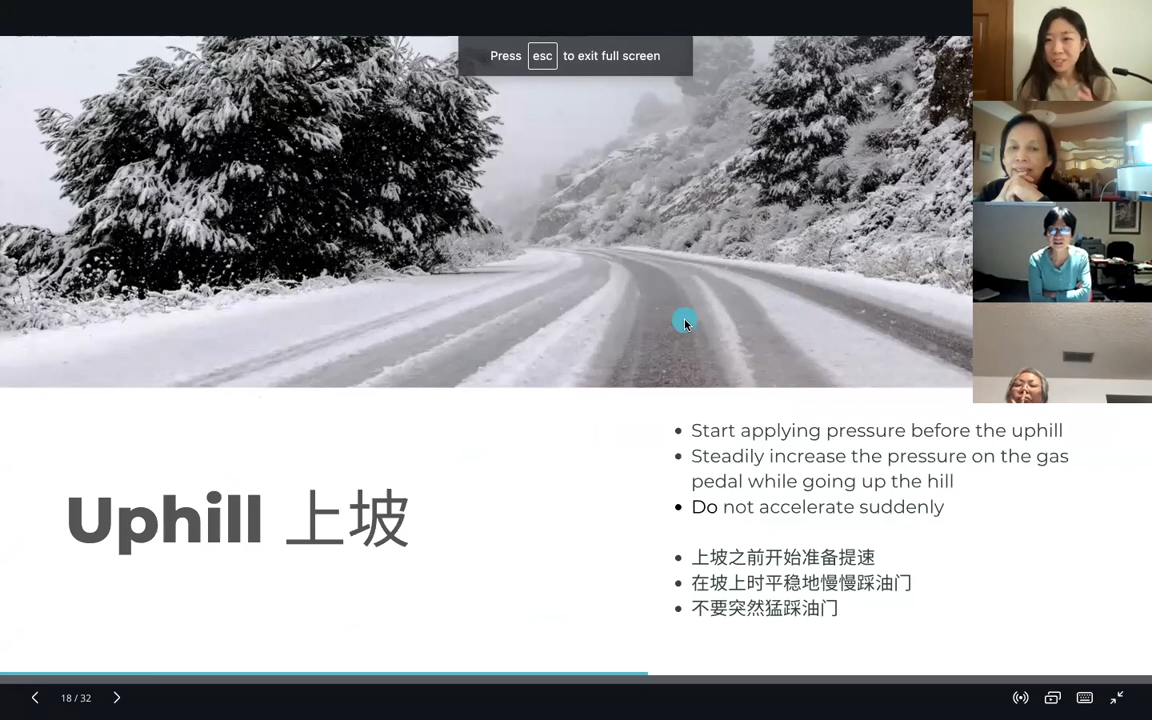 Press esc to exit full screen
Uphill 上坡
Start applying pressure before the uphill
Steadily increase the pressure on the gas
pedal while going up the hill
Do not accelerate suddenly
上坡之前开始准备提速
在坡上时平稳地慢慢踩油门
不要突然猛踩油门
18 / 32